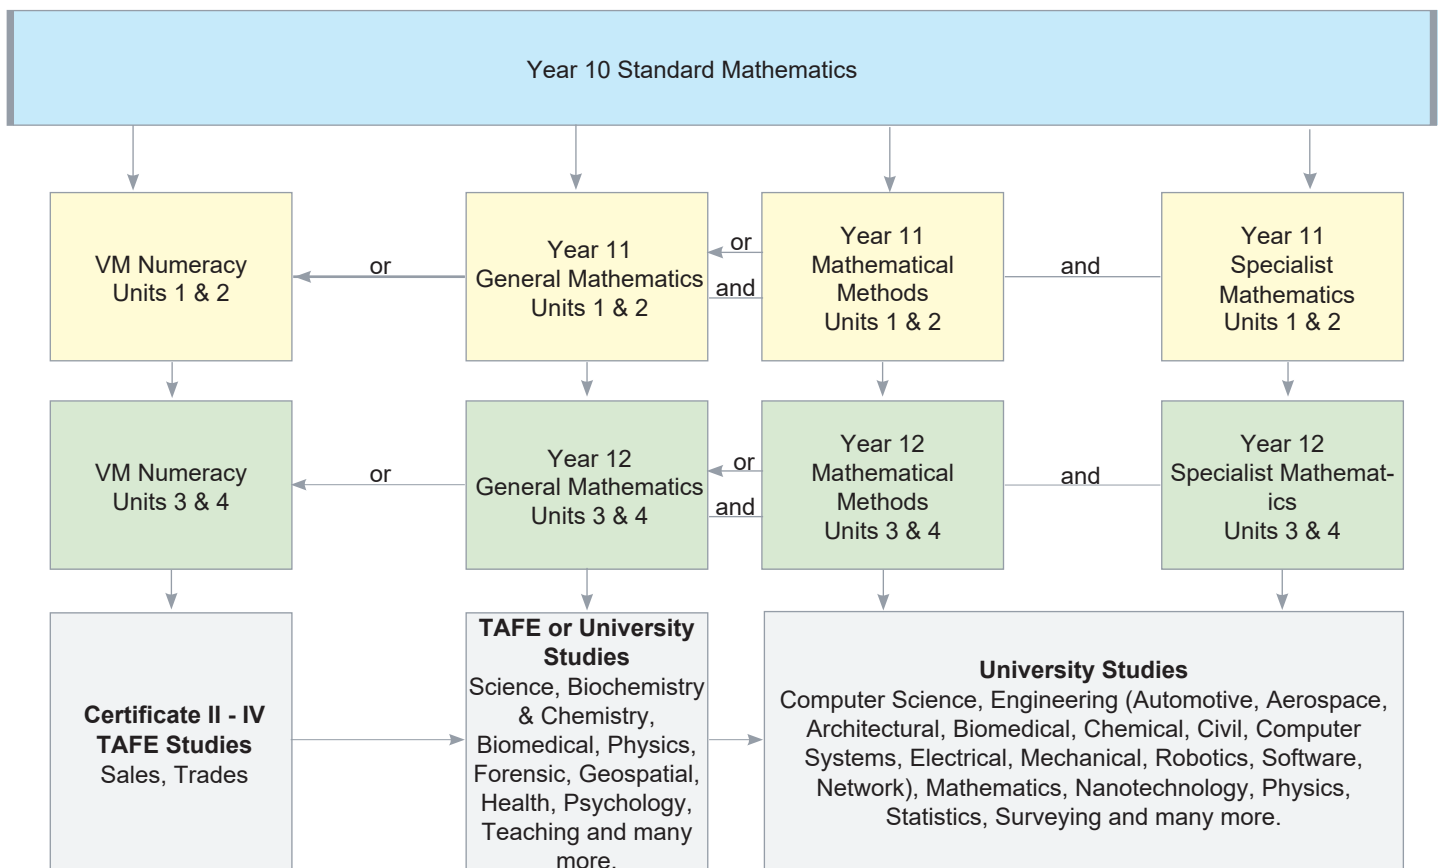 Year 10 Standard Mathematics
VM Numeracy
Units 1 & 2
or
Year 11
General Mathematics
Units 1 & 2
or
and
Year 11
Mathematical
Methods
Units 1 & 2
and
Year 11
Specialist
Mathematics
Units 1 & 2
VM Numeracy
Units 3 & 4
or
Year 12
General Mathematics
Units 3 & 4
or
and
Year 12
Mathematical
Methods
Units 3 & 4
and
Year 12
Specialist Mathemat-
ics
Units 3 & 4
Certificate II - IV
TAFE Studies
Sales, Trades
TAFE or University
Studies
Science, Biochemistry
& Chemistry,
Biomedical, Physics,
Forensic, Geospatial,
Health, Psychology,
Teaching and many
more.
University Studies
Computer Science, Engineering (Automotive, Aerospace,
Architectural, Biomedical, Chemical, Civil, Computer
Systems, Electrical, Mechanical, Robotics, Software,
Network), Mathematics, Nanotechnology, Physics,
Statistics, Surveying and many more.